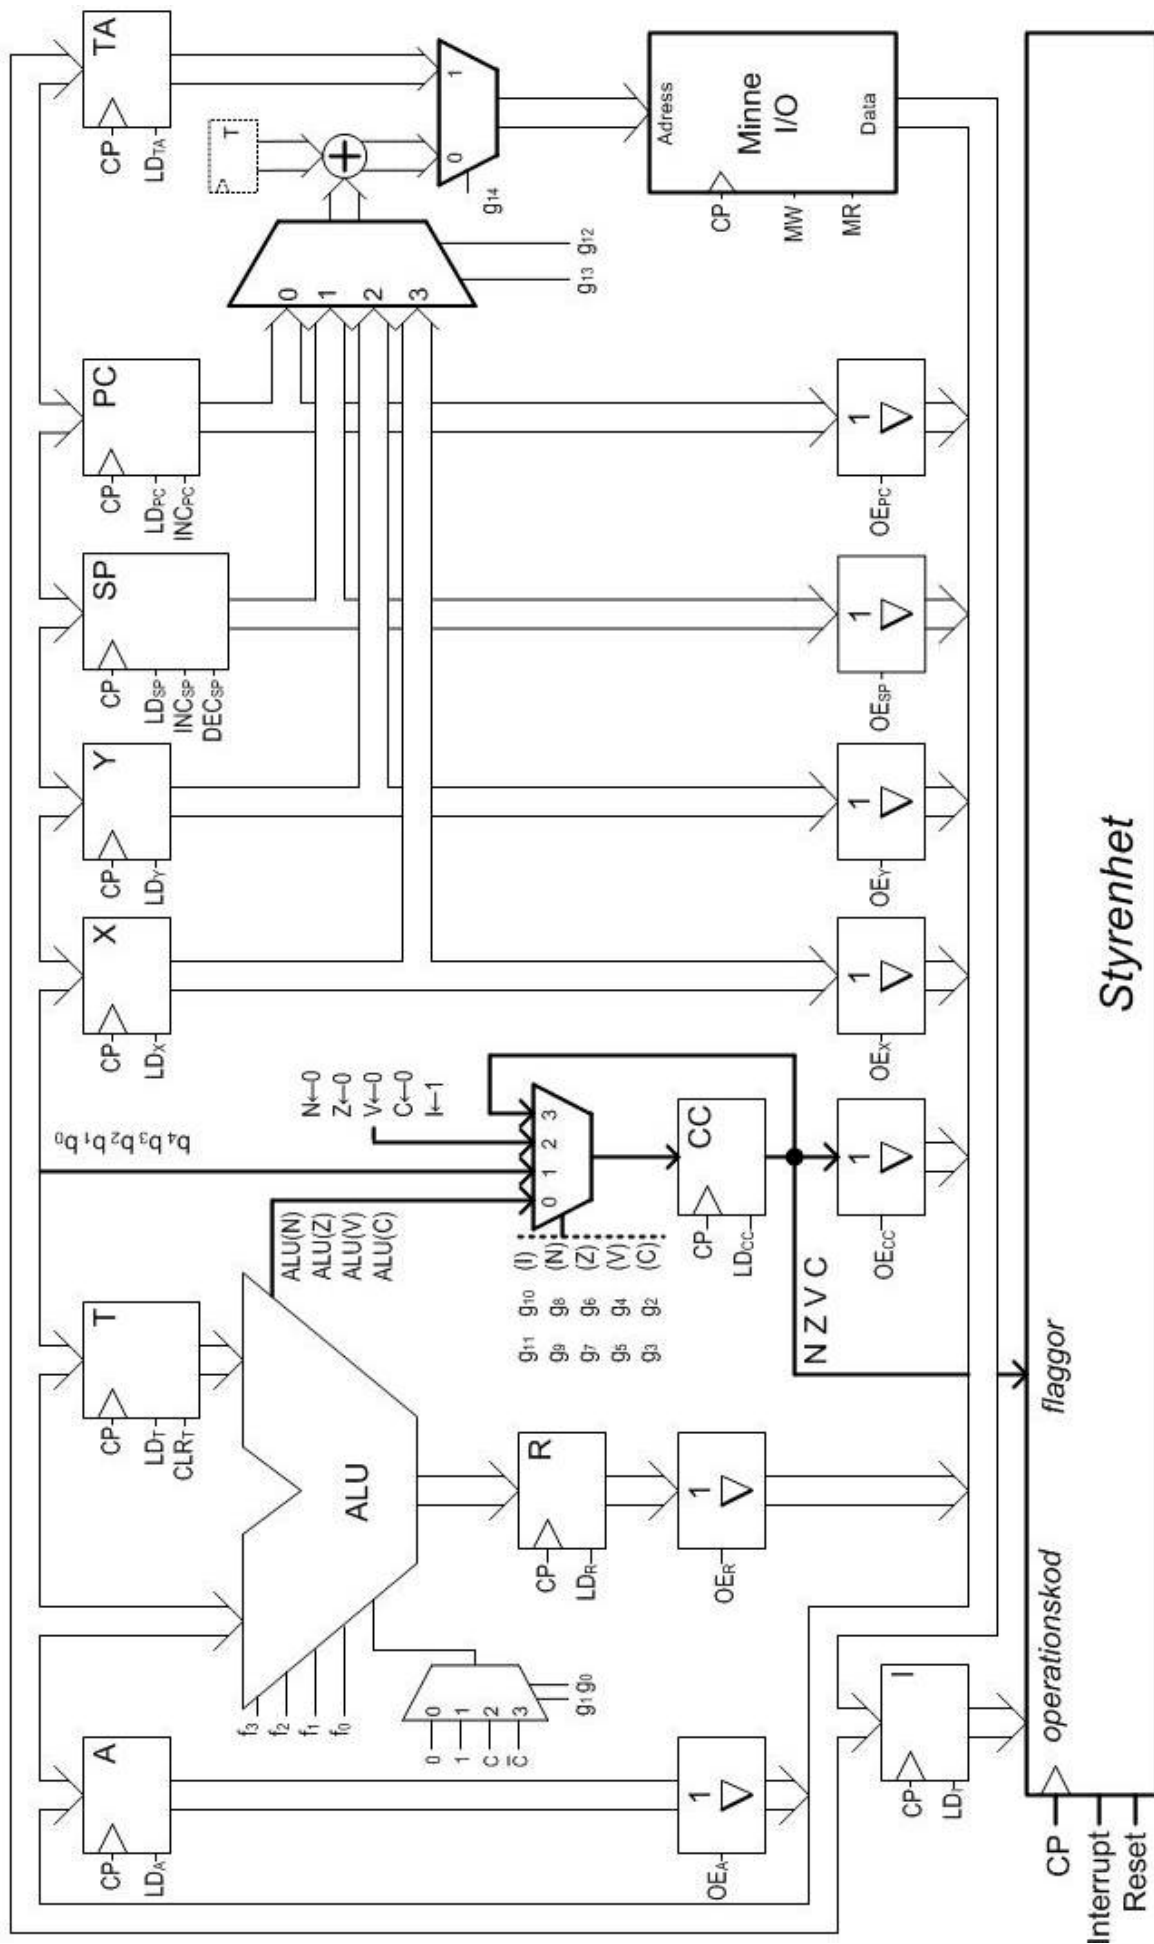 A
CP
LDA
T
CP
LDT
CLRT
X
CP
LDX
Y
CP
LDY
SP
CP
LDSP
INCSP
DECSP
PC
CP
LDPC
INCPC
TA
CP
LDTA
f3
f2
f1
f0
ALU
ALU(N)
ALU(Z)
ALU(V)
ALU(C)
b4 b3 b2 b1 b0
N←0
Z←0
V←0
C←0
I←1
0 1 2 3
T
+
0
1
2
3
g13 g12
0 1
g14
0 0
1 1
C 2
C̅ 3
g1 g0
R
CP
LDR
g11 g10 (I)
g9 g8 (N)
g7 g6 (Z)
g5 g4 (V)
g3 g2 (C)
CC
CP
LDCC
Adress
Minne
I/O
Data
CP
MW
MR
1
OEA
1
OER
N Z V C
1
OECC
1
OEX
1
OEY
1
OESP
1
OEPC
I
CP
LDI
CP
Interrupt
Reset
operationskod
flaggor
Styrenhet